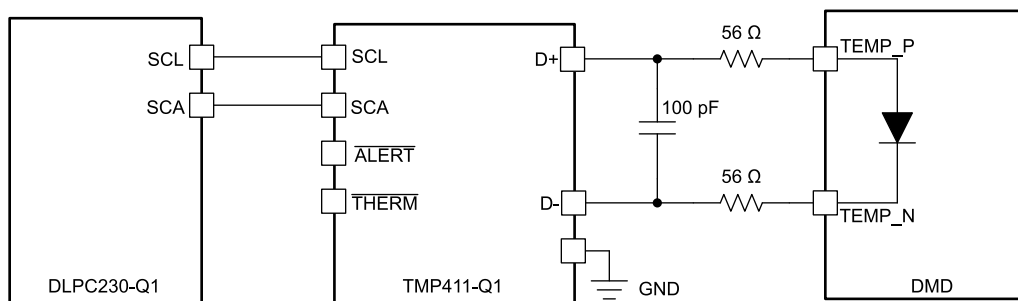 SCL
SCL
D+
56 Ω
TEMP_P
SCA
SCA
100 pF
ALERT
THERM
D-
56 Ω
TEMP_N
DLPC230-Q1
TMP411-Q1
GND
DMD